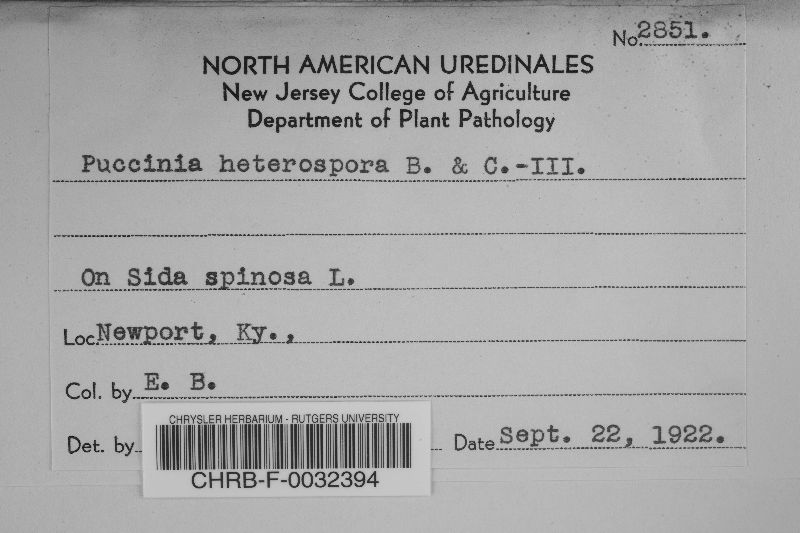 No. 2851.
NORTH AMERICAN UREDINALES
New Jersey College of Agriculture
Department of Plant Pathology
Puccinia heterospora B. & C.-III.
On Sida spinosa L.
Loc. Newport, Ky.,
Col. by E. B.
Det. by
Date Sept. 22, 1922.
CHRYSLER HERBARIUM - RUTGERS UNIVERSITY
CHRB-F-0032394